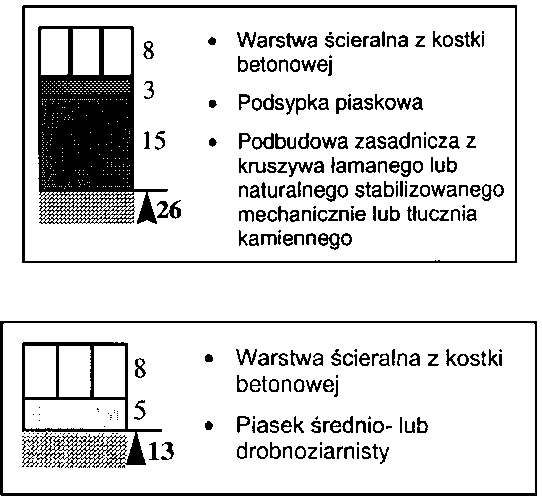 8
3
15
26
• Warstwa ścieralna z kostki
betonowej
• Podsypka piaskowa
• Podbudowa zasadnicza z
kruszywa łamanego lub
naturalnego stabilizowanego
mechanicznie lub tłucznia
kamiennego
8
5
13
• Warstwa ścieralna z kostki
betonowej
• Piasek średnio- lub
drobnoziarnisty